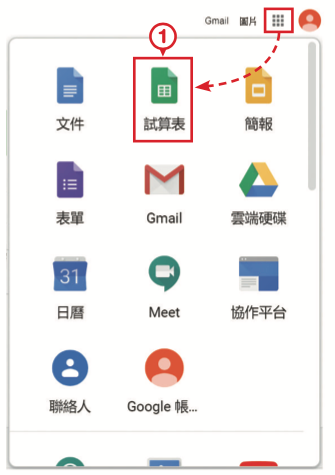 Gmail 圖片
1
文件 試算表 簡報
表單 Gmail 雲端硬碟
31
日曆 Meet 協作平台
聯絡人 Google 帳...